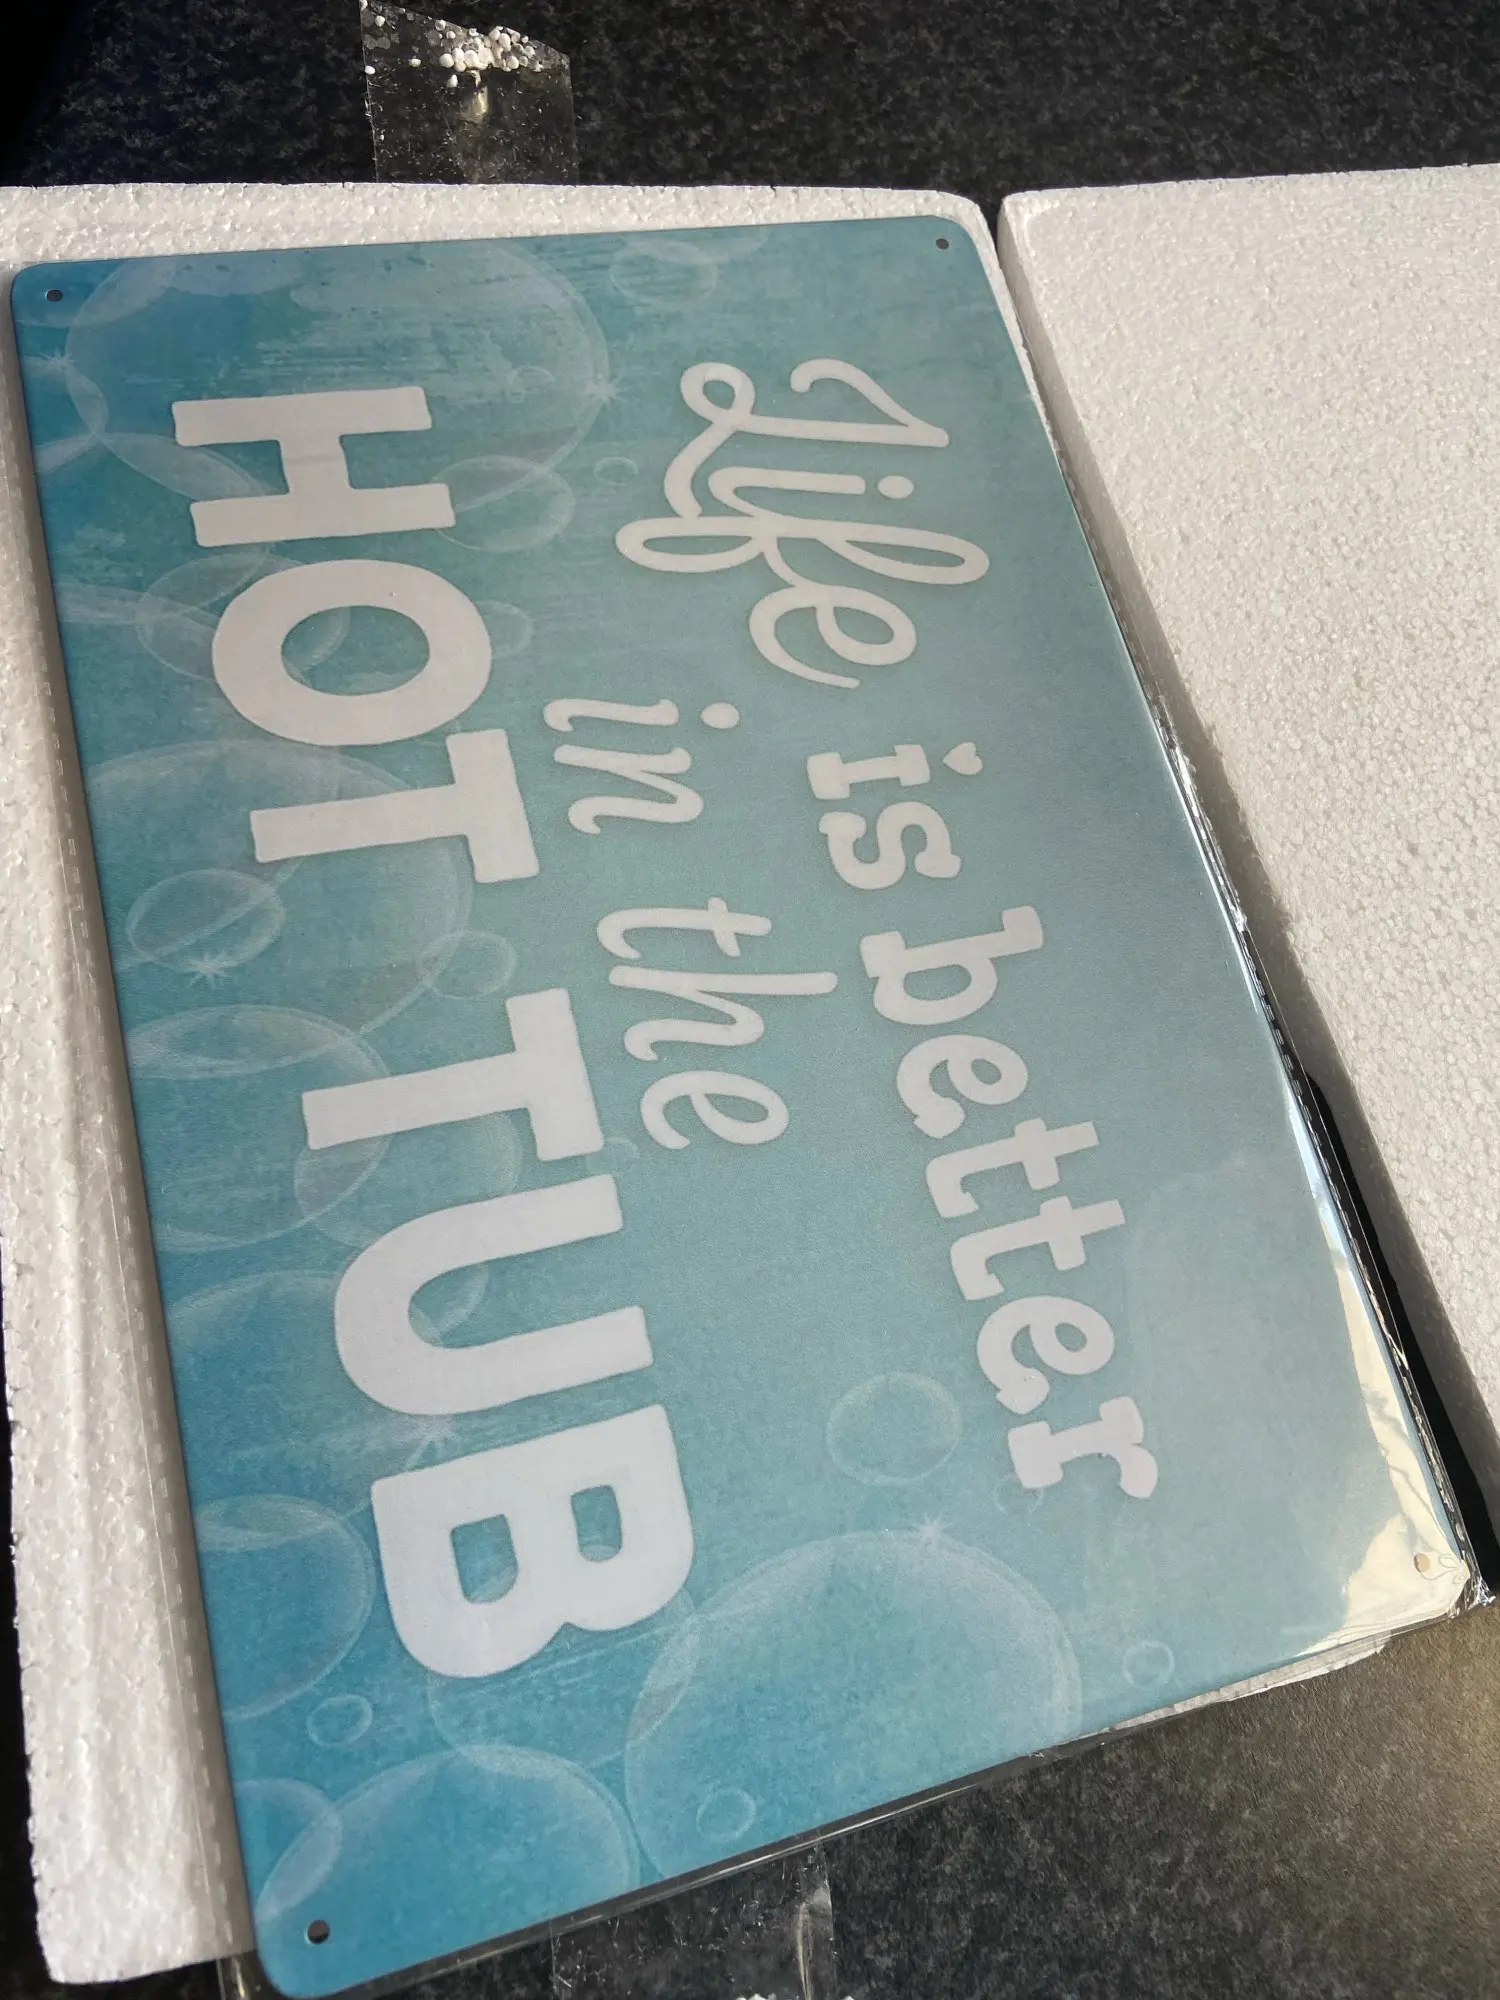 Life
is better
in the
HOT TUB